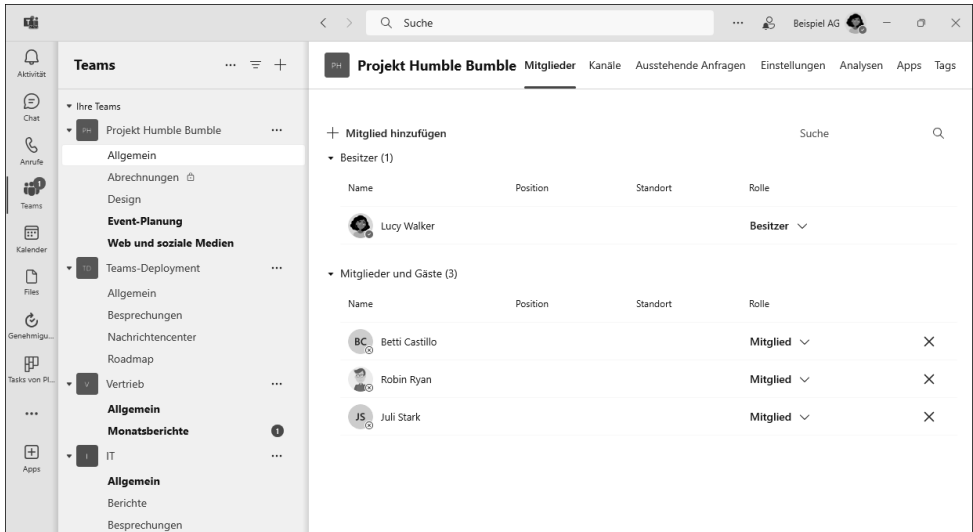 Suche
...
Beispiel AG
Aktivität
Chat
Anrufe
1
Teams
Kalender
Files
Genehmigu...
Tasks von Pl...
...
Apps
Teams
...
Ihre Teams
PH Projekt Humble Bumble ...
Allgemein
Abrechnungen
Design
Event-Planung
Web und soziale Medien
TD Teams-Deployment ...
Allgemein
Besprechungen
Nachrichtencenter
Roadmap
V Vertrieb ...
Allgemein
Monatsberichte 1
I IT ...
Allgemein
Berichte
Besprechungen
PH Projekt Humble Bumble Mitglieder Kanäle Ausstehende Anfragen Einstellungen Analysen Apps Tags
Mitglied hinzufügen Suche
Besitzer (1)
Name Position Standort Rolle
Lucy Walker Besitzer
Mitglieder und Gäste (3)
Name Position Standort Rolle
BC Betti Castillo Mitglied
Robin Ryan Mitglied
JS Juli Stark Mitglied